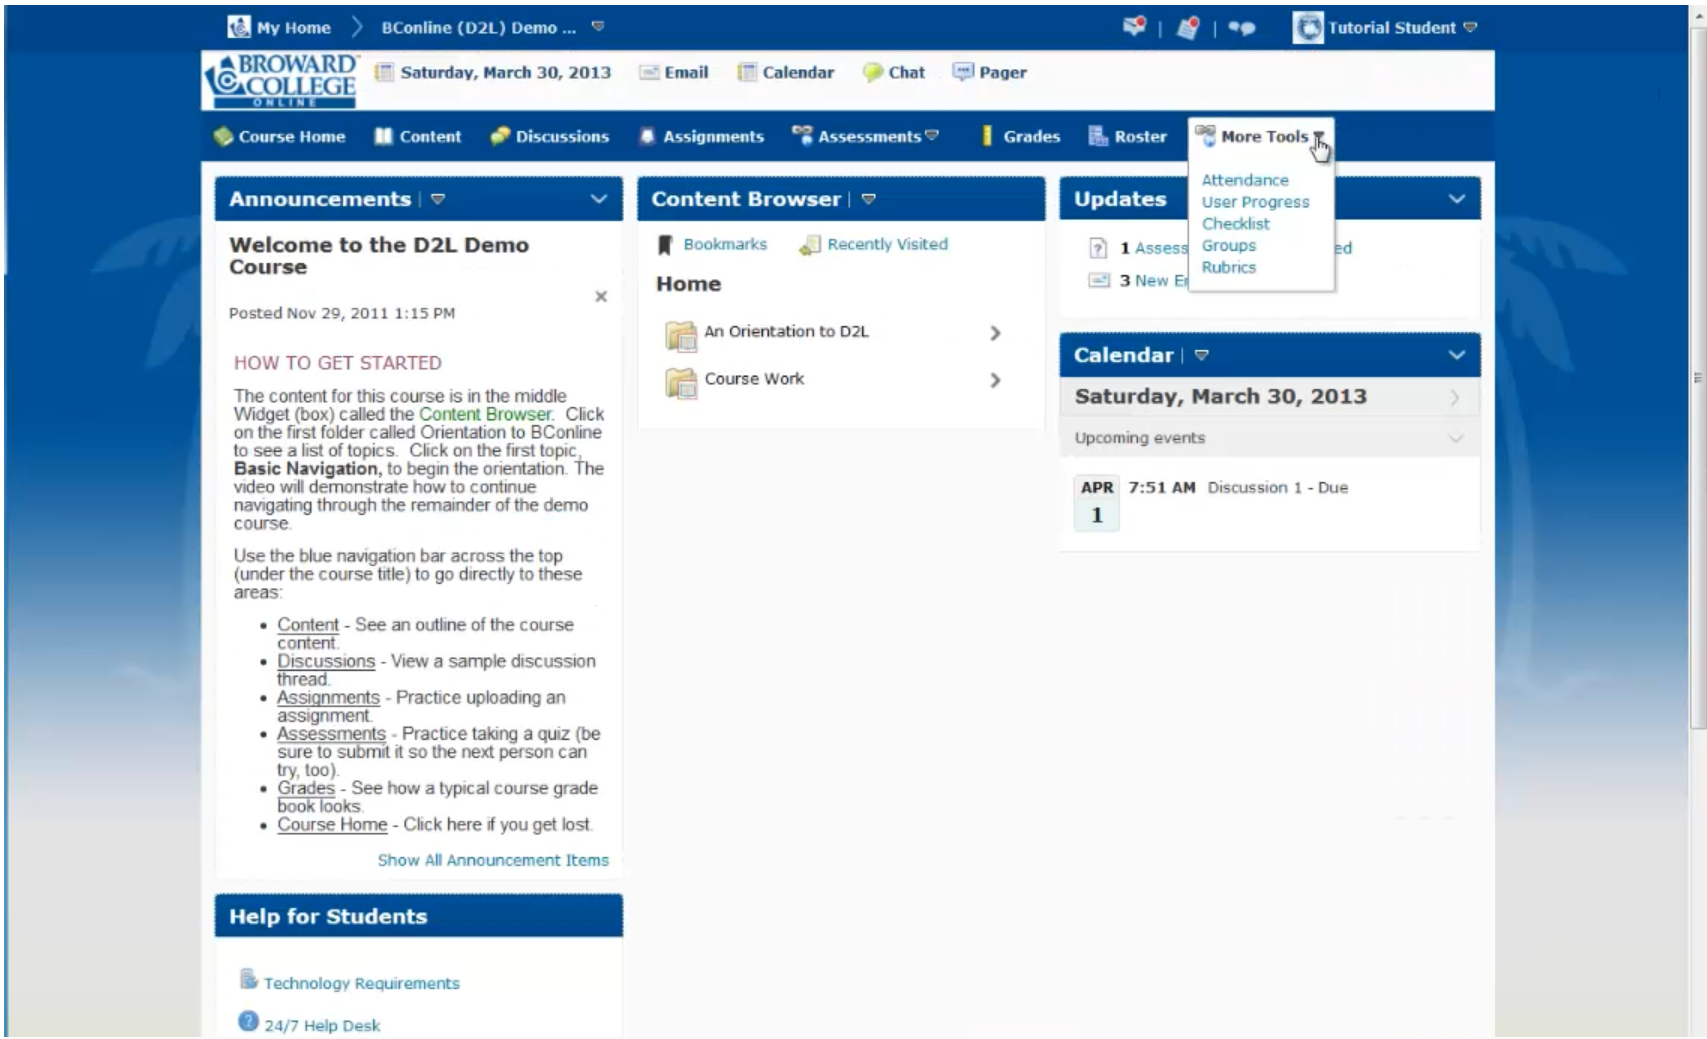 My Home
BConline (D2L) Demo ...
Tutorial Student
BROWARD
COLLEGE
ONLINE
Saturday, March 30, 2013
Email
Calendar
Chat
Pager
Course Home
Content
Discussions
Assignments
Assessments
Grades
Roster
More Tools
Attendance
User Progress
Checklist
Groups
Rubrics
Announcements
Welcome to the D2L Demo
Course
Posted Nov 29, 2011 1:15 PM
HOW TO GET STARTED
The content for this course is in the middle
Widget (box) called the Content Browser. Click
on the first folder called Orientation to BConline
to see a list of topics. Click on the first topic,
Basic Navigation, to begin the orientation. The
video will demonstrate how to continue
navigating through the remainder of the demo
course.
Use the blue navigation bar across the top
(under the course title) to go directly to these
areas:
• Content - See an outline of the course
content.
• Discussions - View a sample discussion
thread.
• Assignments - Practice uploading an
assignment.
• Assessments - Practice taking a quiz (be
sure to submit it so the next person can
try, too).
• Grades - See how a typical course grade
book looks.
• Course Home - Click here if you get lost.
Show All Announcement Items
Help for Students
Technology Requirements
24/7 Help Desk
Content Browser
Bookmarks
Recently Visited
Home
An Orientation to D2L
Course Work
Updates
1 Assess
ed
3 New E
Calendar
Saturday, March 30, 2013
Upcoming events
APR
1
7:51 AM Discussion 1 - Due